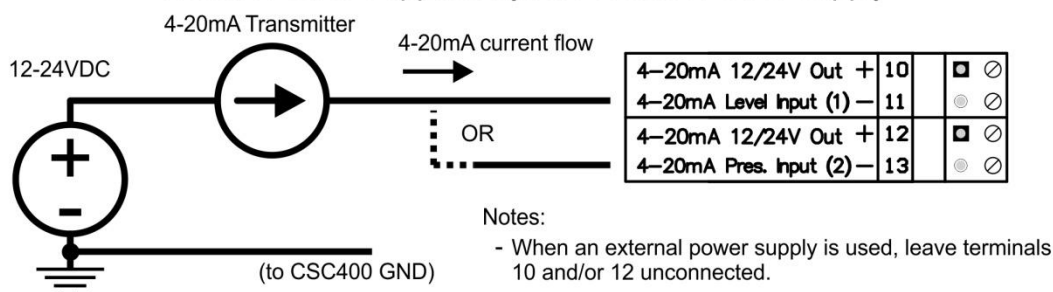 4-20mA Transmitter
4-20mA current flow
12-24VDC
4-20mA 12/24V Out + 10
4-20mA Level Input (1) - 11
OR
4-20mA 12/24V Out + 12
4-20mA Pres. Input (2) - 13
+
-
Notes:
- When an external power supply is used, leave terminals
10 and/or 12 unconnected.
(to CSC400 GND)